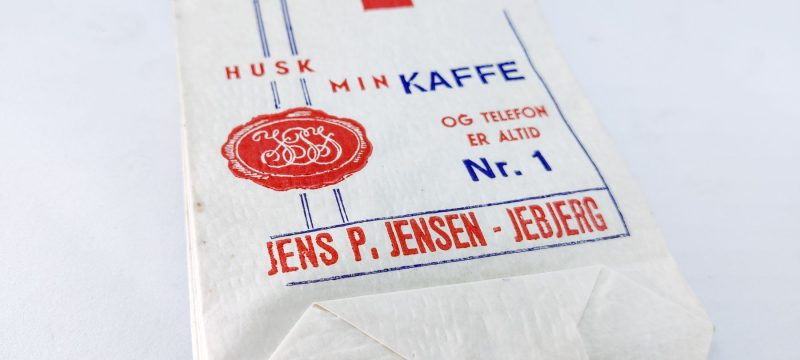 HUSK MIN KAFFE
OG TELEFON
ER ALTID
Nr. 1
JENS P. JENSEN - JEBJERG